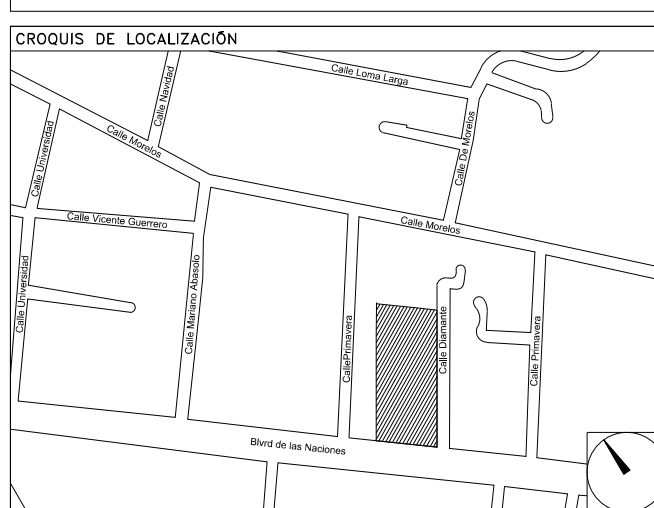 CROQUIS DE LOCALIZACIÓN
Calle Loma Larga
Calle Navidad
Calle Morelos
Calle De Morelos
Calle Universidad
Calle Vicente Guerrero
Calle Morelos
Calle Universidad
Calle Mariano Abasolo
CallePrimavera
Calle Diamante
Calle Primavera
Blvrd de las Naciones